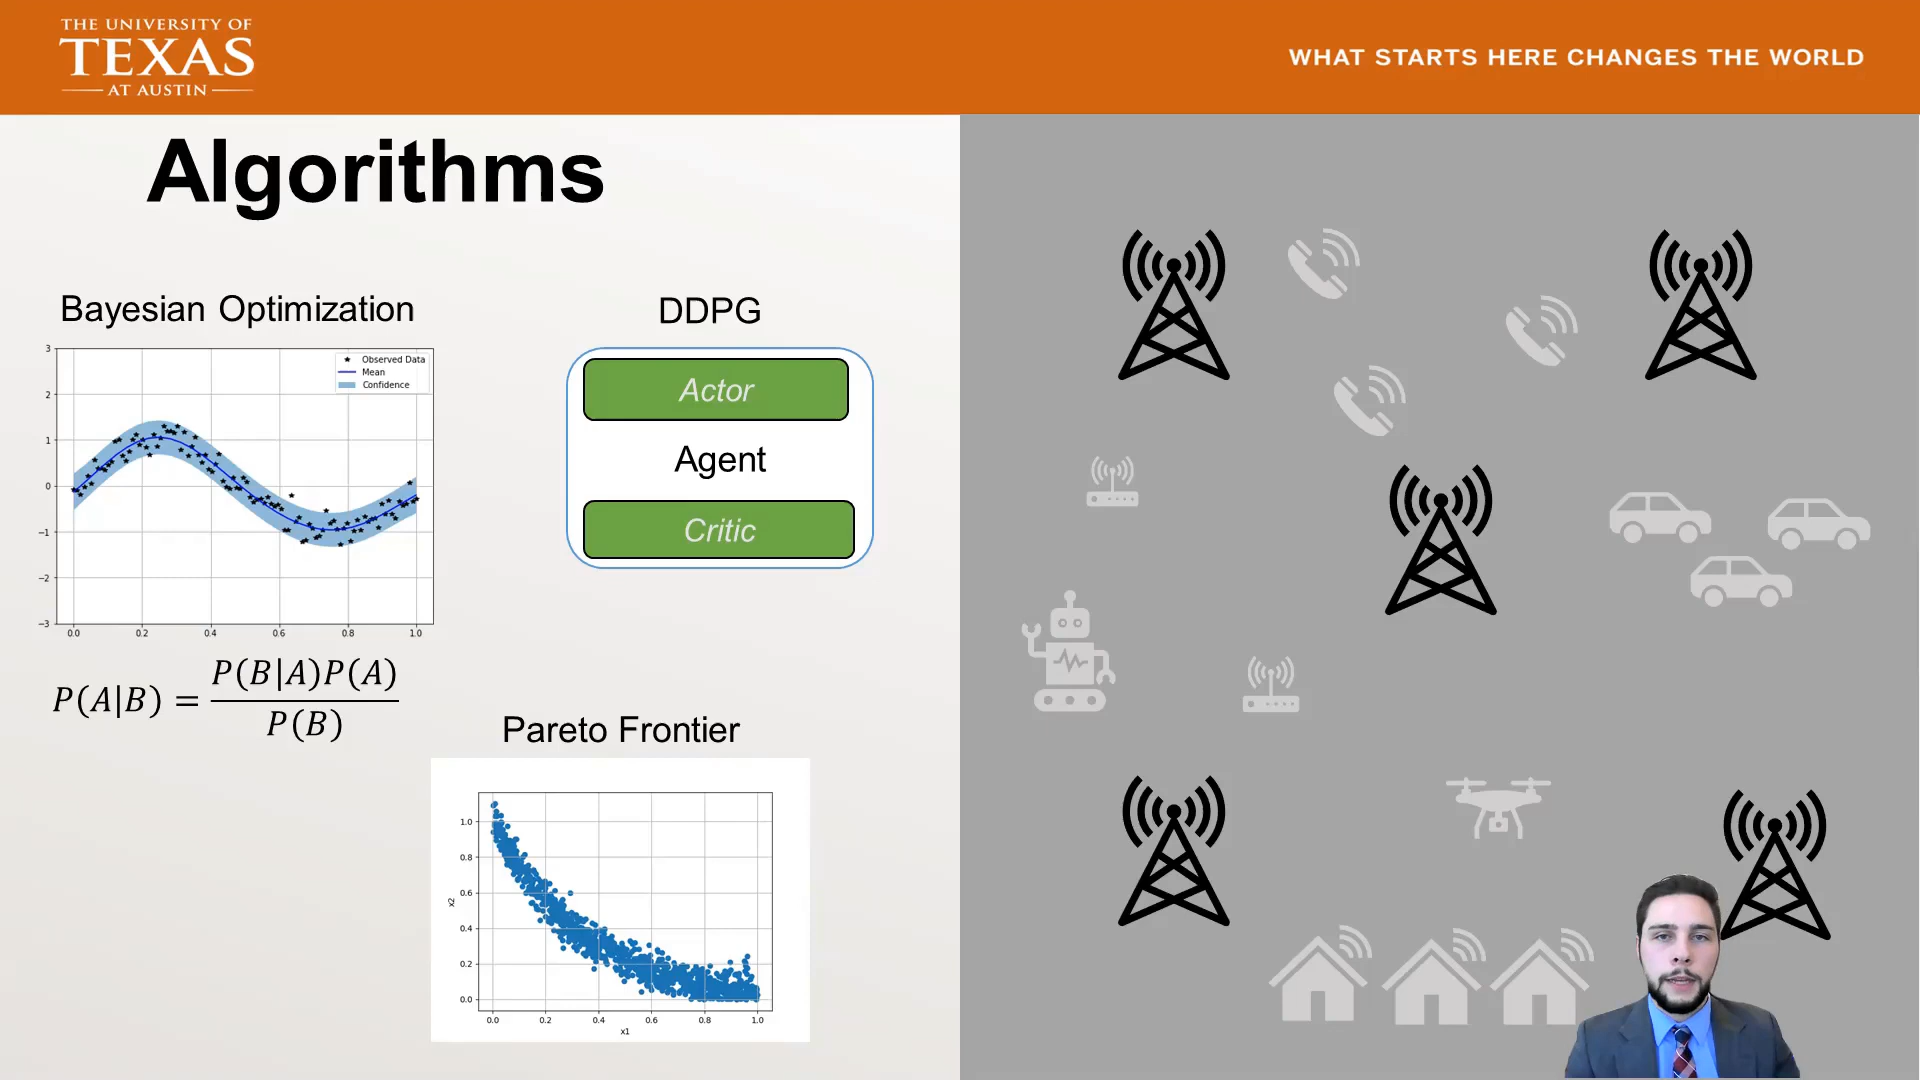 THE UNIVERSITY OF
TEXAS
AT AUSTIN
WHAT STARTS HERE CHANGES THE WORLD
Algorithms
Bayesian Optimization
3
2
1
0
−1
−2
−3
0.0 0.2 0.4 0.6 0.8 1.0
Observed Data
Mean
Confidence
P(A|B) = P(B|A)P(A) / P(B)
DDPG
Actor
Agent
Critic
Pareto Frontier
1.0
0.8
0.6
0.4
0.2
0.0
x2
0.0 0.2 0.4 0.6 0.8 1.0
x1